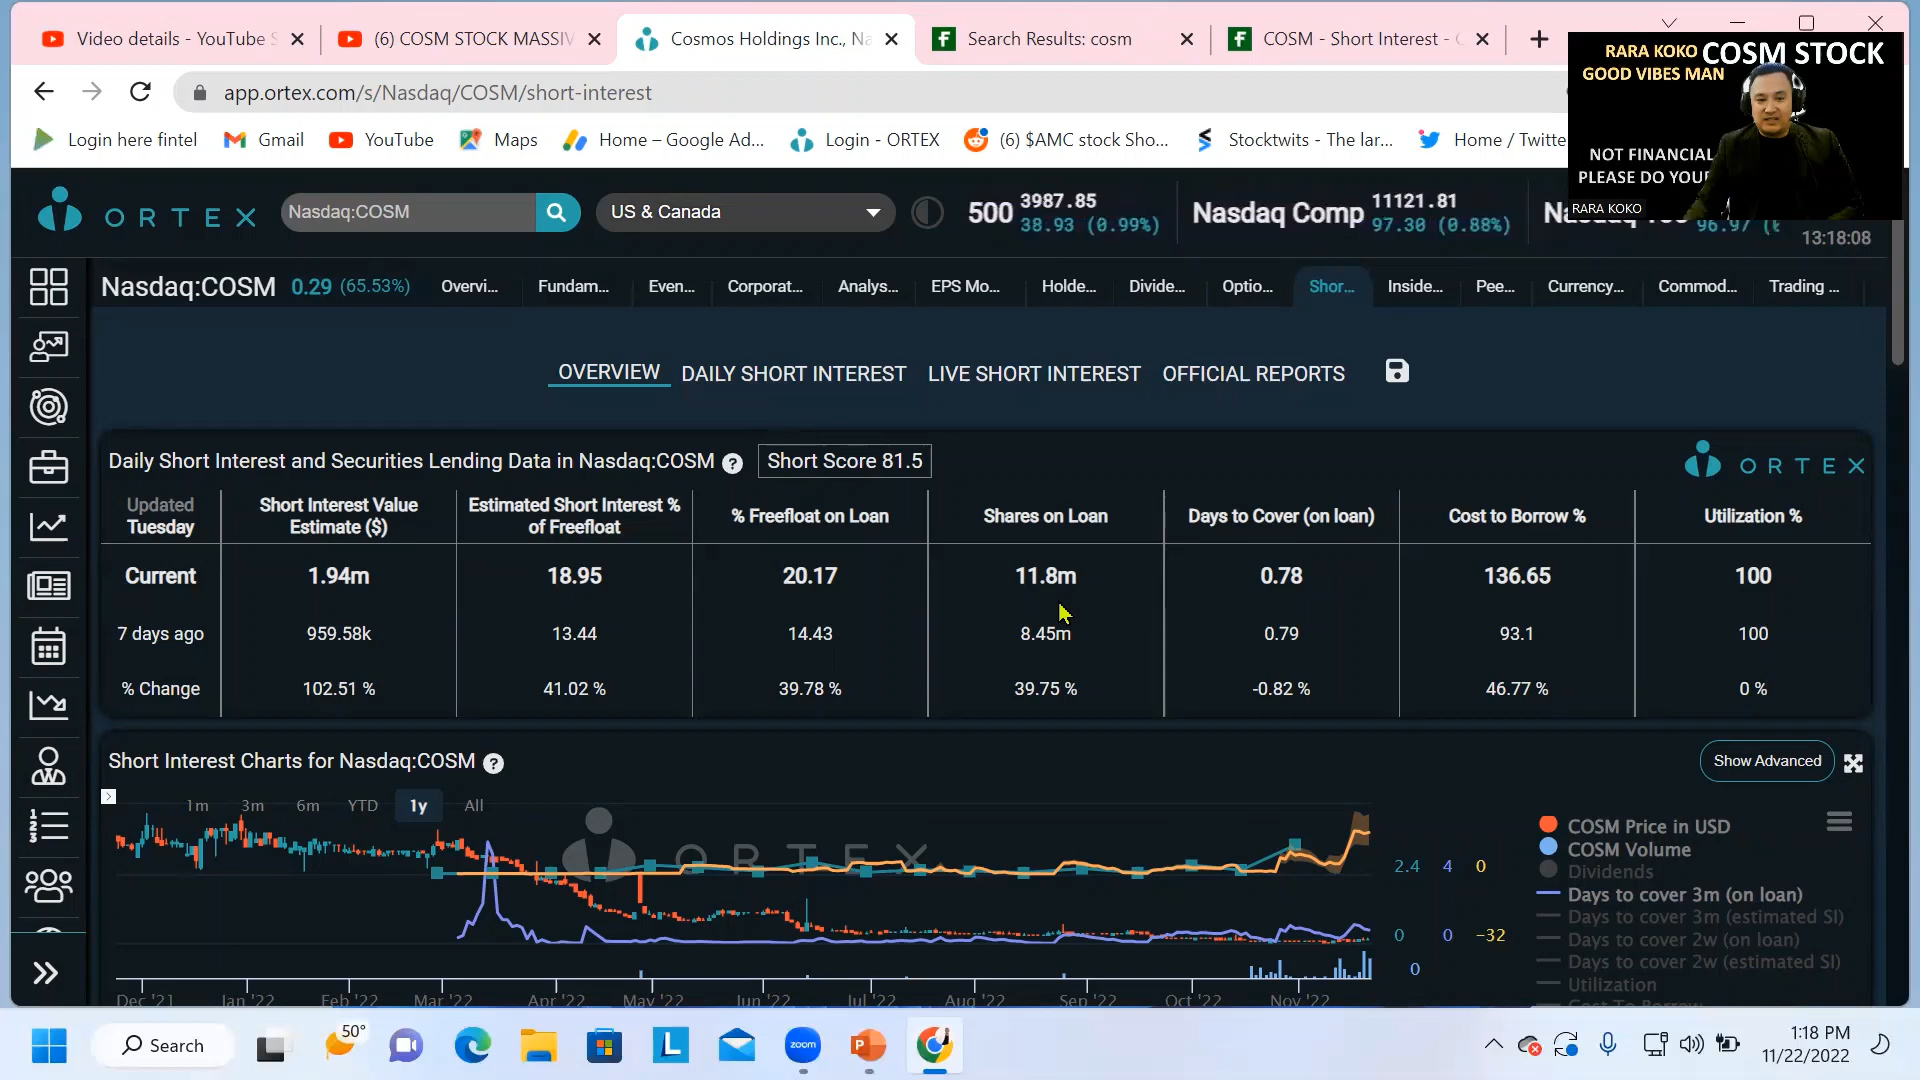 Video details - YouTube S
(6) COSM STOCK MASSIV
Cosmos Holdings Inc., Na
Search Results: cosm
COSM - Short Interest - C
app.ortex.com/s/Nasdaq/COSM/short-interest
Login here fintel
Gmail
YouTube
Maps
Home – Google Ad...
Login - ORTEX
(6) $AMC stock Sho...
Stocktwits - The lar...
Home / Twitte
RARA KOKO COSM STOCK
GOOD VIBES MAN
NOT FINANCIAL
PLEASE DO YOUR
RARA KOKO
ORTEX
Nasdaq:COSM
US & Canada
500 3987.85
38.93 (0.99%)
Nasdaq Comp 11121.81
97.30 (0.88%)
96.97
13:18:08
Nasdaq:COSM 0.29 (65.53%)
Overvi...
Fundam...
Even...
Corporat...
Analys...
EPS Mo...
Holde...
Divide...
Optio...
Shor...
Inside...
Pee...
Currency...
Commod...
Trading ...
OVERVIEW DAILY SHORT INTEREST LIVE SHORT INTEREST OFFICIAL REPORTS
Daily Short Interest and Securities Lending Data in Nasdaq:COSM ? Short Score 81.5
ORTEX
Updated Tuesday
Short Interest Value Estimate ($)
Estimated Short Interest % of Freefloat
% Freefloat on Loan
Shares on Loan
Days to Cover (on loan)
Cost to Borrow %
Utilization %
Current 1.94m 18.95 20.17 11.8m 0.78 136.65 100
7 days ago 959.58k 13.44 14.43 8.45m 0.79 93.1 100
% Change 102.51 % 41.02 % 39.78 % 39.75 % -0.82 % 46.77 % 0 %
Short Interest Charts for Nasdaq:COSM ?
Show Advanced
1m 3m 6m YTD 1y All
ORTEX
2.4 4 0
0 0 -32
0
COSM Price in USD
COSM Volume
Dividends
Days to cover 3m (on loan)
Days to cover 3m (estimated SI)
Days to cover 2w (on loan)
Days to cover 2w (estimated SI)
Utilization
Cost To Borrow
Dec '21 Jan '22 Feb '22 Mar '22 Apr '22 May '22 Jun '22 Jul '22 Aug '22 Sep '22 Oct '22 Nov '22
Search
50°
zoom
1:18 PM
11/22/2022